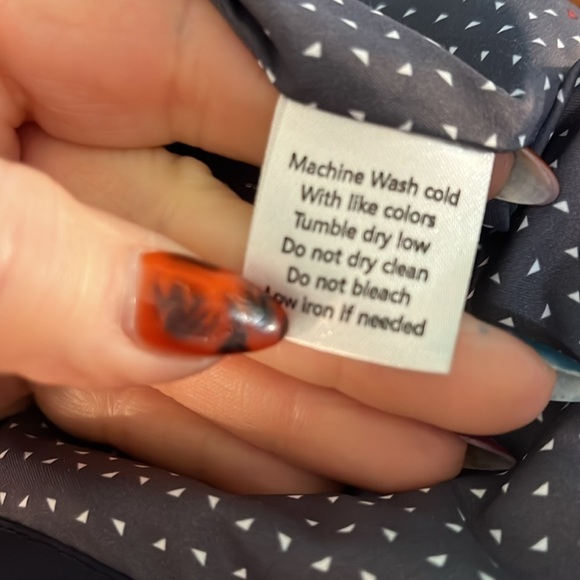 Machine Wash cold
With like colors
Tumble dry low
Do not dry clean
Do not bleach
Low iron if needed